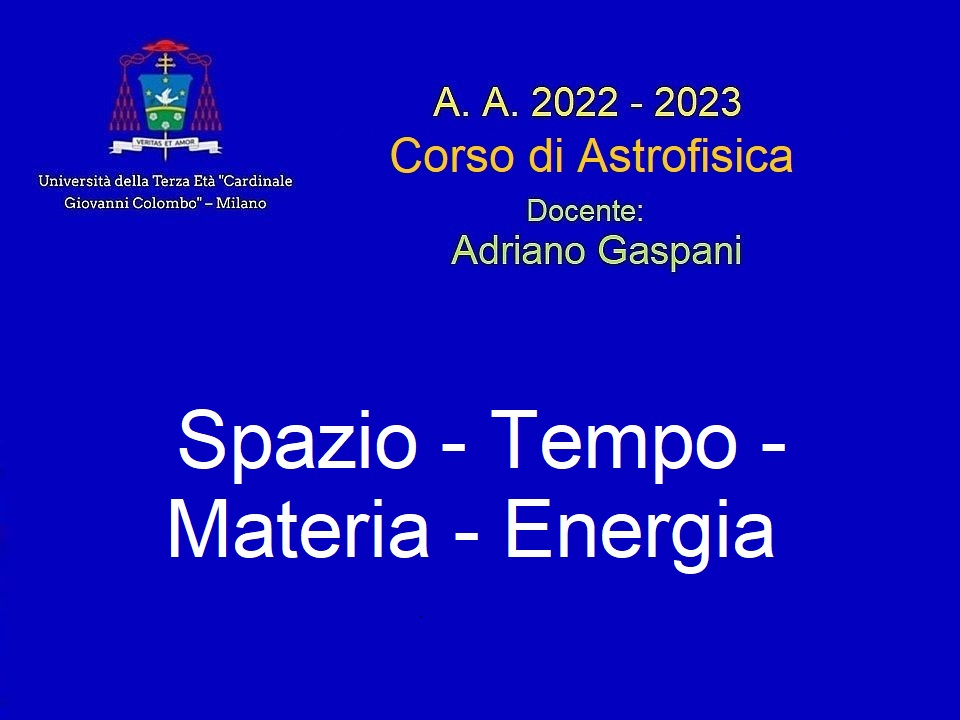 VERITAS ET AMOR
Università della Terza Età "Cardinale
Giovanni Colombo" – Milano
A. A. 2022 - 2023
Corso di Astrofisica
Docente:
Adriano Gaspani
Spazio - Tempo -
Materia - Energia